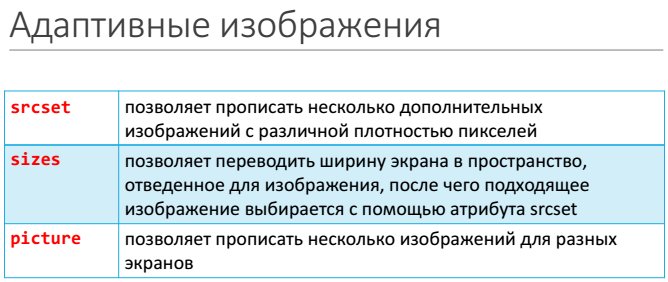 Адаптивные изображения
srcset
позволяет прописать несколько дополнительных
изображений с различной плотностью пикселей
sizes
позволяет переводить ширину экрана в пространство,
отведенное для изображения, после чего подходящее
изображение выбирается с помощью атрибута srcset
picture
позволяет прописать несколько изображений для разных
экранов